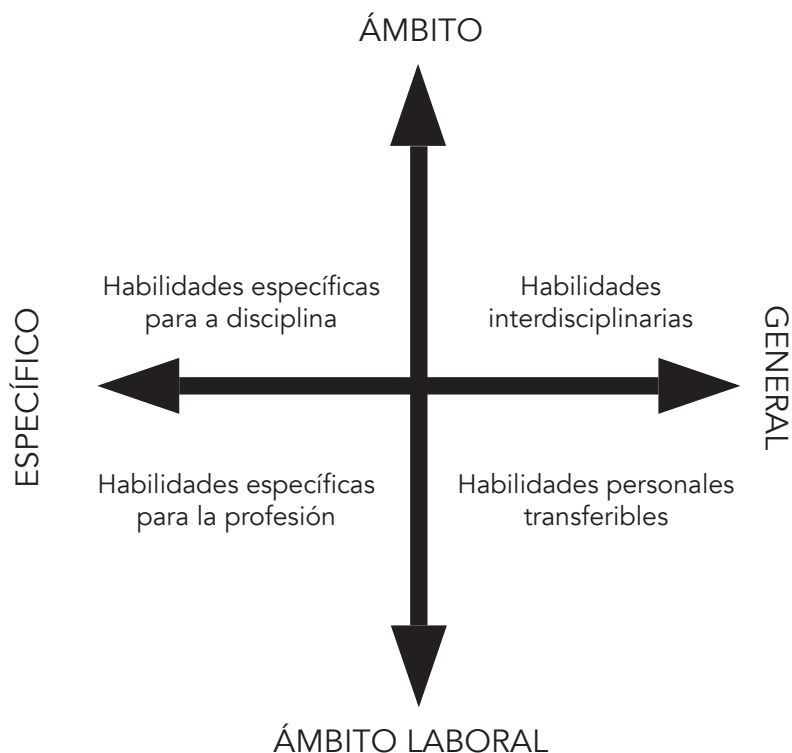 ÁMBITO
Habilidades específicas
para a disciplina
Habilidades
interdisciplinarias
ESPECÍFICO
GENERAL
Habilidades específicas
para la profesión
Habilidades personales
transferibles
ÁMBITO LABORAL